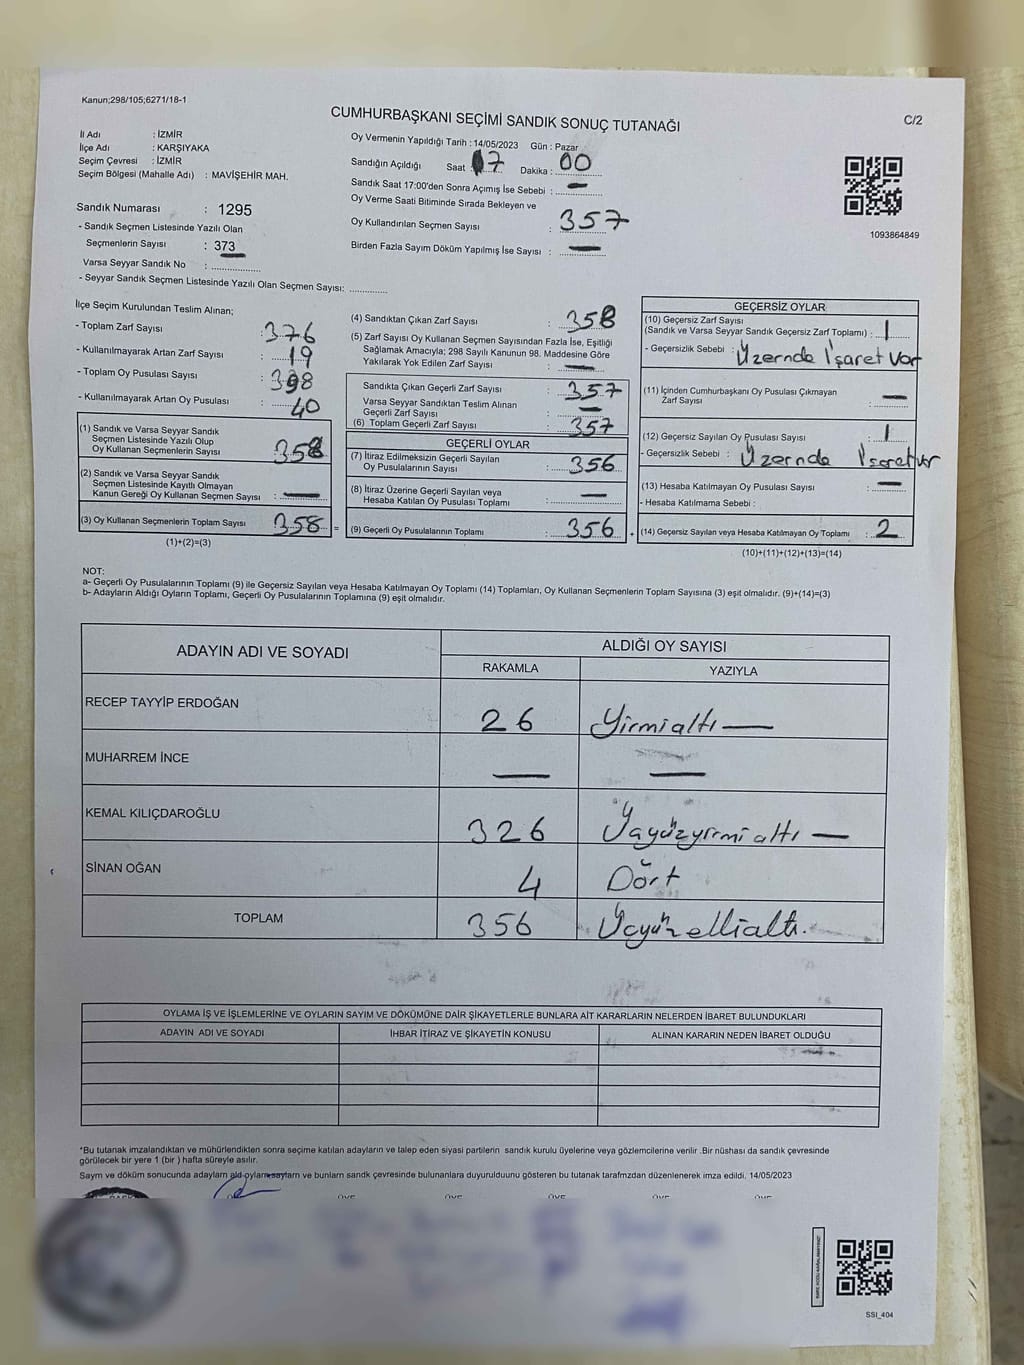 Kanun;298/105;6271/18-1
CUMHURBAŞKANI SEÇİMİ SANDIK SONUÇ TUTANAĞI
C/2
İl Adı : İZMİR
İlçe Adı : KARŞIYAKA
Seçim Çevresi : İZMİR
Seçim Bölgesi (Mahalle Adı) : MAVİŞEHİR MAH.
Sandık Numarası : 1295
- Sandık Seçmen Listesinde Yazılı Olan
Seçmenlerin Sayısı : 373
Varsa Seyyar Sandık No : ..................
- Seyyar Sandık Seçmen Listesinde Yazılı Olan Seçmen Sayısı: ..............
Oy Vermenin Yapıldığı Tarih : 14/05/2023 Gün : Pazar
Sandığın Açıldığı Saat 17 Dakika : 00
Sandık Saat 17:00'den Sonra Açımış İse Sebebi : —
Oy Verme Saati Bitiminde Sırada Bekleyen ve
Oy Kullandırılan Seçmen Sayısı : 357
Birden Fazla Sayım Döküm Yapılmış İse Sayısı : —
1093864849
İlçe Seçim Kurulundan Teslim Alınan;
- Toplam Zarf Sayısı : 376
- Kullanılmayarak Artan Zarf Sayısı : 19
- Toplam Oy Pusulası Sayısı : 398
- Kullanılmayarak Artan Oy Pusulası : 40
(1) Sandık ve Varsa Seyyar Sandık
Seçmen Listesinde Yazılı Olup
Oy Kullanan Seçmenlerin Sayısı : 358
(2) Sandık ve Varsa Seyyar Sandık
Seçmen Listesinde Kayıtlı Olmayan
Kanun Gereği Oy Kullanan Seçmen Sayısı : —
(3) Oy Kullanan Seçmenlerin Toplam Sayısı 358 =
(1)+(2)=(3)
(4) Sandıktan Çıkan Zarf Sayısı : 358
(5) Zarf Sayısı Oy Kullanan Seçmen Sayısından Fazla İse, Eşitliği
Sağlamak Amacıyla; 298 Sayılı Kanunun 98. Maddesine Göre
Yakılarak Yok Edilen Zarf Sayısı : —
Sandıkta Çıkan Geçerli Zarf Sayısı : 357
Varsa Seyyar Sandıktan Teslim Alınan
Geçerli Zarf Sayısı : —
(6) Toplam Geçerli Zarf Sayısı : 357
GEÇERLİ OYLAR
(7) İtiraz Edilmeksizin Geçerli Sayılan
Oy Pusulalarının Sayısı : 356
(8) İtiraz Üzerine Geçerli Sayılan veya
Hesaba Katılan Oy Pusulası Toplamı : —
(9) Geçerli Oy Pusulalarının Toplamı : 356 +
GEÇERSİZ OYLAR
(10) Geçersiz Zarf Sayısı
(Sandık ve Varsa Seyyar Sandık Geçersiz Zarf Toplamı) : 1
- Geçersizlik Sebebi : Üzernde İşaret var
(11) İçinden Cumhurbaşkanı Oy Pusulası Çıkmayan
Zarf Sayısı : —
(12) Geçersiz Sayılan Oy Pusulası Sayısı : 1
- Geçersizlik Sebebi : Üzernde İşaret var
(13) Hesaba Katılmayan Oy Pusulası Sayısı : —
- Hesaba Katılmama Sebebi :
(14) Geçersiz Sayılan veya Hesaba Katılmayan Oy Toplamı : 2
(10)+(11)+(12)+(13)=(14)
NOT:
a- Geçerli Oy Pusulalarının Toplamı (9) ile Geçersiz Sayılan veya Hesaba Katılmayan Oy Toplamı (14) Toplamları, Oy Kullanan Seçmenlerin Toplam Sayısına (3) eşit olmalıdır. (9)+(14)=(3)
b- Adayların Aldığı Oyların Toplamı, Geçerli Oy Pusulalarının Toplamına (9) eşit olmalıdır.
ADAYIN ADI VE SOYADI ALDIĞI OY SAYISI
RAKAMLA YAZIYLA
RECEP TAYYİP ERDOĞAN 26 Yirmialtı —
MUHARREM İNCE — —
KEMAL KILIÇDAROĞLU 326 —
SİNAN OĞAN 4 Dört
TOPLAM 356 Üçyüzellialtı.
OYLAMA İŞ VE İŞLEMLERİNE VE OYLARIN SAYIM VE DÖKÜMÜNE DAİR ŞİKAYETLERLE BUNLARA AİT KARARLARIN NELERDEN İBARET BULUNDUKLARI
ADAYIN ADI VE SOYADI İHBAR İTİRAZ VE ŞİKAYETİN KONUSU ALINAN KARARIN NEDEN İBARET OLDUĞU
*Bu tutanak imzalandıktan ve mühürlendikten sonra seçime katılan adayların ve talep eden siyasi partilerin sandık kurulu üyelerine veya gözlemcilerine verilir .Bir nüshası da sandık çevresinde
görülecek bir yere 1 (bir ) hafta süreyle asılır.
Sayım ve döküm sonucunda adayların oyların sayıları ve bunların sandık çevresinde bulunanlara duyurulduunu gösteren bu tutanak tarafmzdan düzenlenerek imza edildi. 14/05/2023
SSI_404